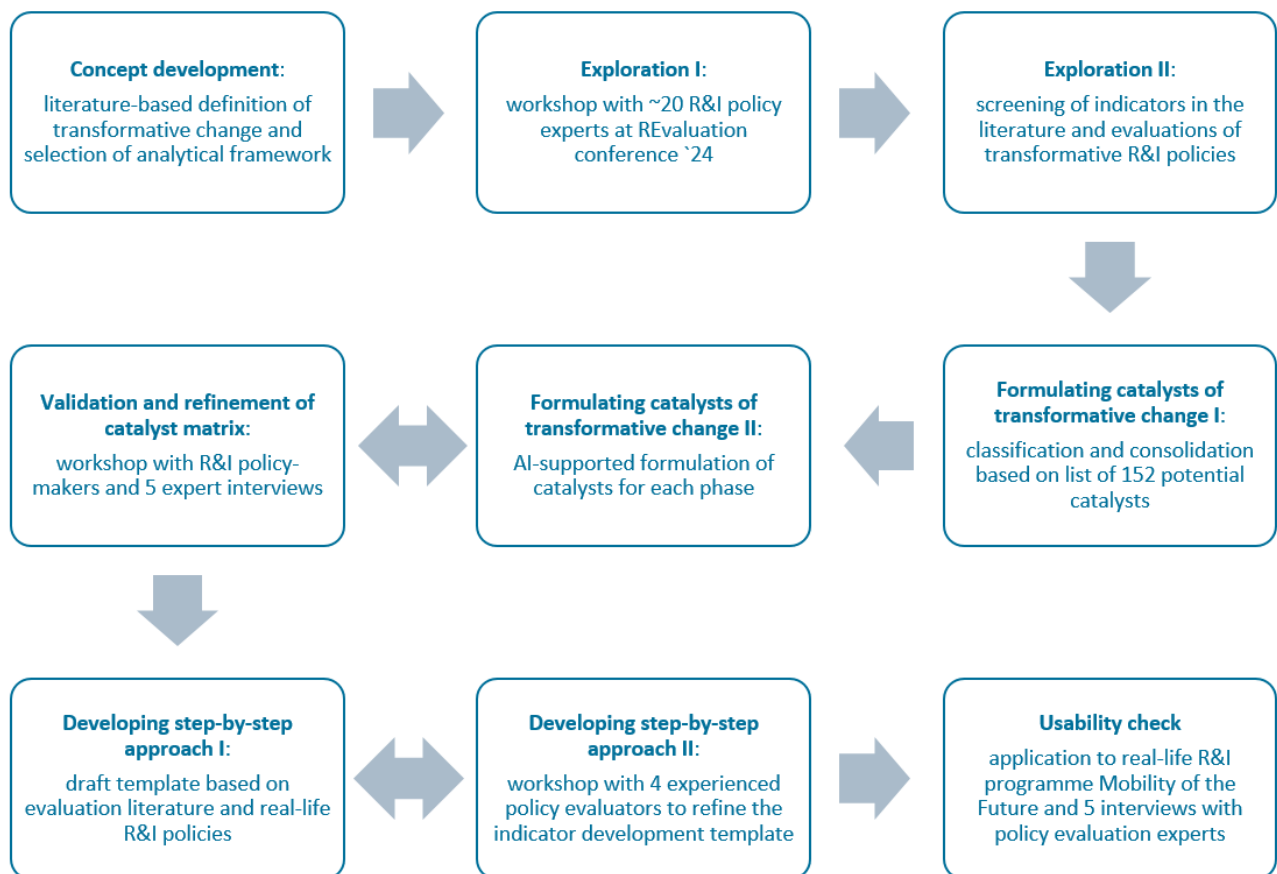 Concept development:
literature-based definition of
transformative change and
selection of analytical framework
Exploration I:
workshop with ~20 R&I policy
experts at REvaluation
conference `24
Exploration II:
screening of indicators in the
literature and evaluations of
transformative R&I policies
Validation and refinement of
catalyst matrix:
workshop with R&I policy-
makers and 5 expert interviews
Formulating catalysts of
transformative change II:
AI-supported formulation of
catalysts for each phase
Formulating catalysts of
transformative change I:
classification and consolidation
based on list of 152 potential
catalysts
Developing step-by-step
approach I:
draft template based on
evaluation literature and real-life
R&I policies
Developing step-by-step
approach II:
workshop with 4 experienced
policy evaluators to refine the
indicator development template
Usability check
application to real-life R&I
programme Mobility of the
Future and 5 interviews with
policy evaluation experts